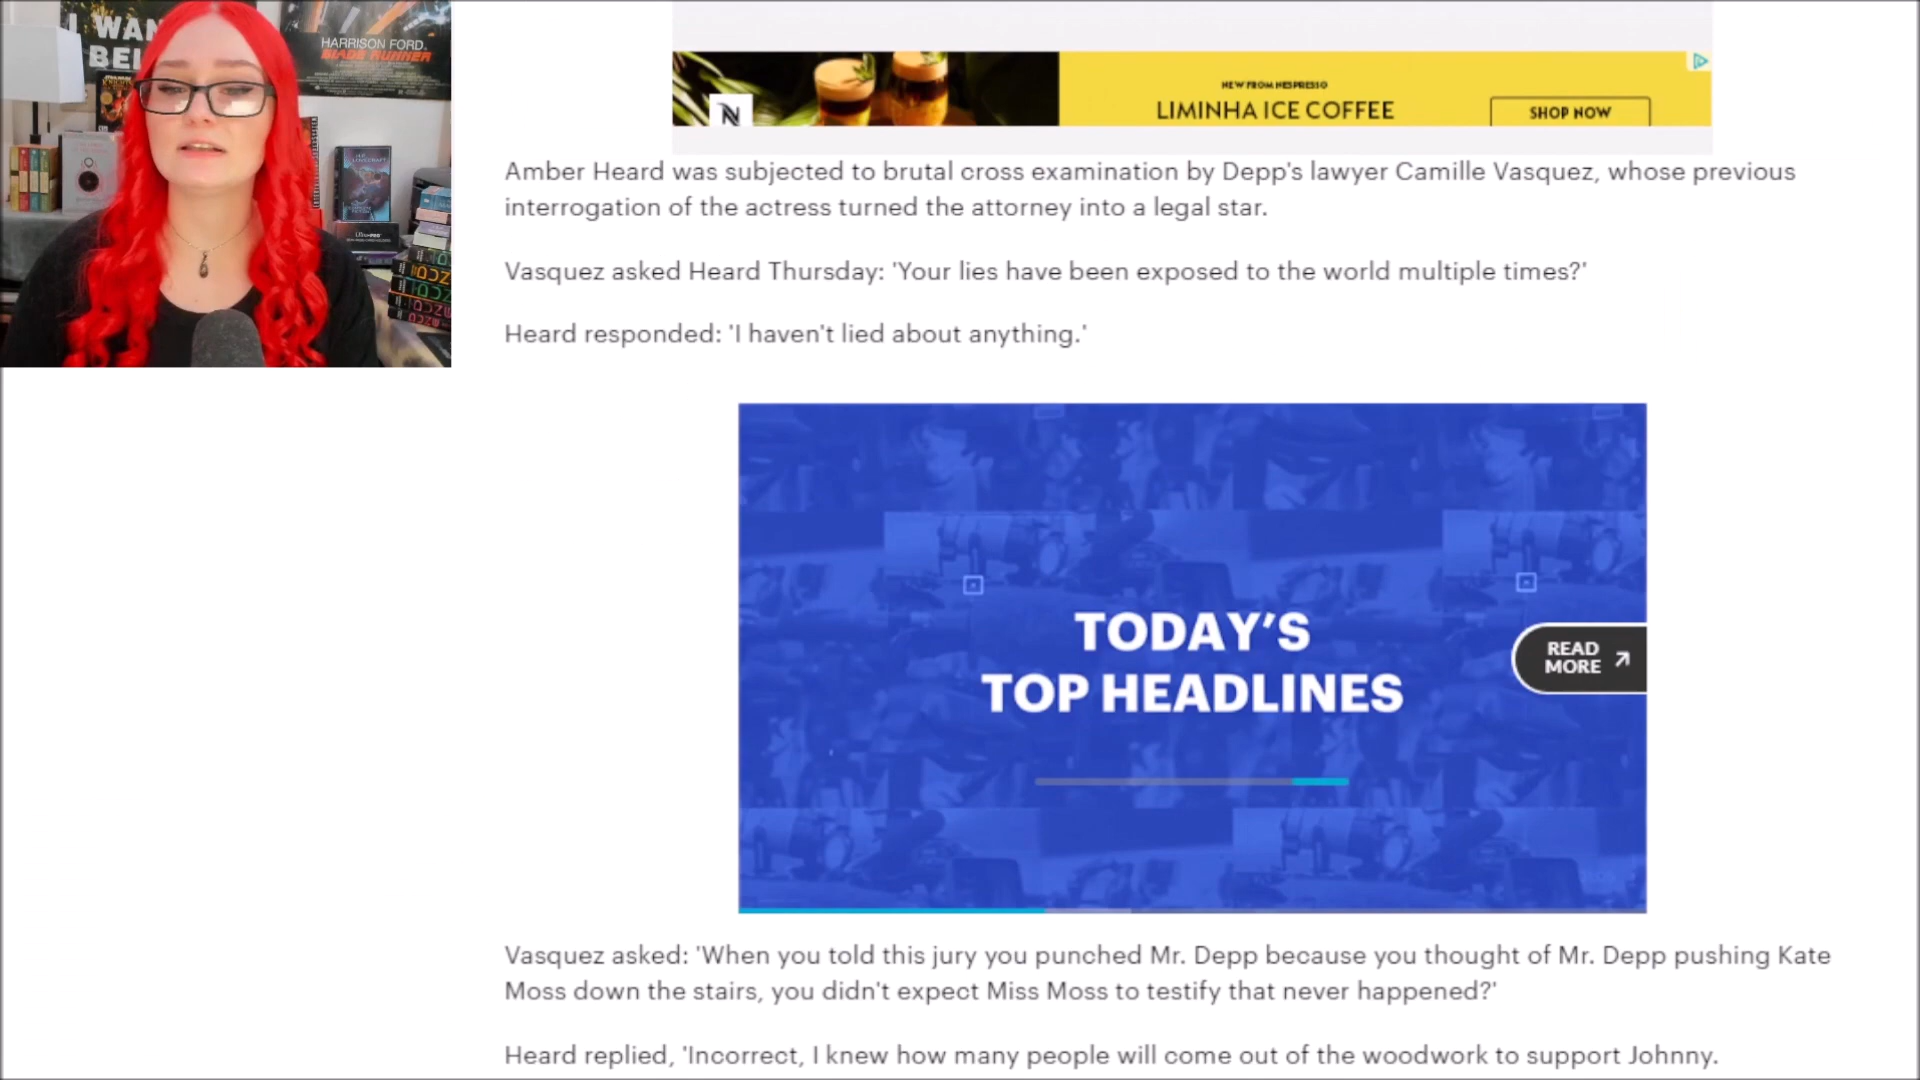 I WAN
BEL
HARRISON FORD.
BLADE RUNNER
LOVECRAFT
NEW FROM NESPRESSO
LIMINHA ICE COFFEE
SHOP NOW
N
Amber Heard was subjected to brutal cross examination by Depp's lawyer Camille Vasquez, whose previous
interrogation of the actress turned the attorney into a legal star.
Vasquez asked Heard Thursday: 'Your lies have been exposed to the world multiple times?'
Heard responded: 'I haven't lied about anything.'
TODAY'S
TOP HEADLINES
READ
MORE
Vasquez asked: 'When you told this jury you punched Mr. Depp because you thought of Mr. Depp pushing Kate
Moss down the stairs, you didn't expect Miss Moss to testify that never happened?'
Heard replied, 'Incorrect, I knew how many people will come out of the woodwork to support Johnny.